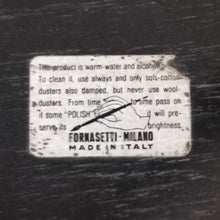 This product is warm-water and alcohol
To clean it, use always and only soft-cotton
dusters also damped, but never use wool-
dusters. From time to time pass on
it some "POLISH it will pre-
serve its brightness.
FORNASETTI - MILANO
MADE IN ITALY